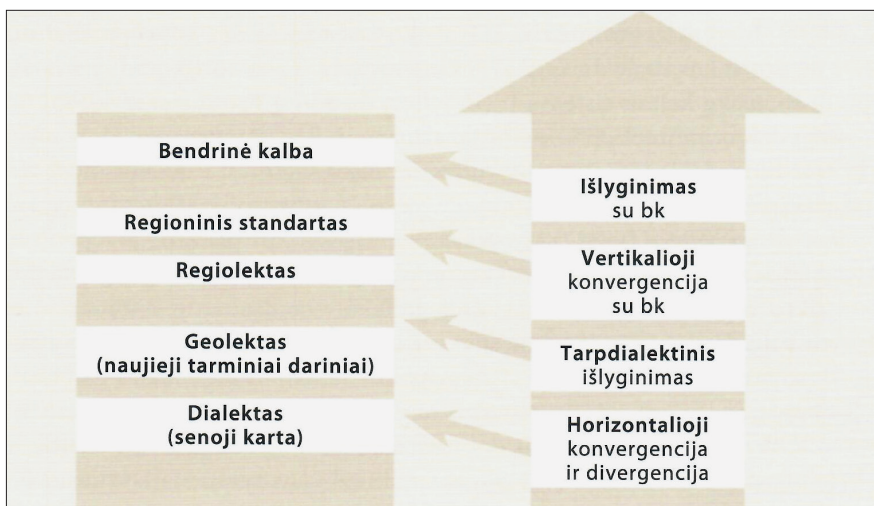 Bendrinė kalba
Regioninis standartas
Regiolektas
Geolektas
(naujieji tarminiai dariniai)
Dialektas
(senoji karta)
Išlyginimas
su bk
Vertikalioji
konvergencija
su bk
Tarpdialektinis
išlyginimas
Horizontalioji
konvergencija
ir divergencija